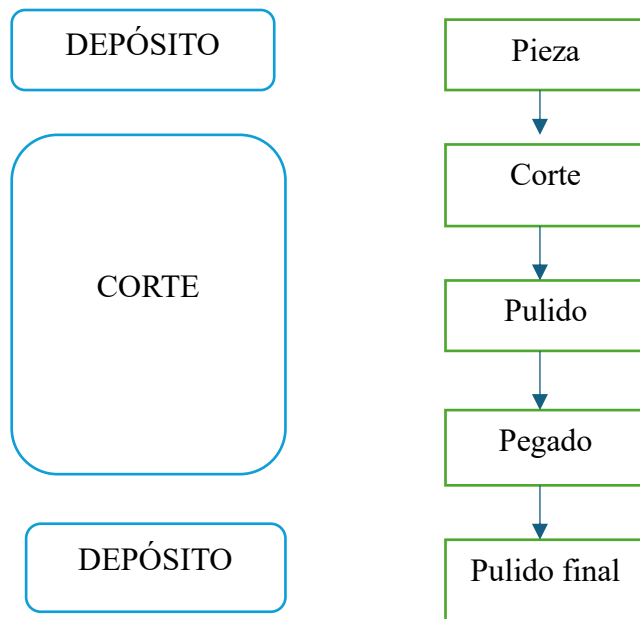 DEPÓSITO
Pieza
Corte
CORTE
Pulido
Pegado
DEPÓSITO
Pulido final